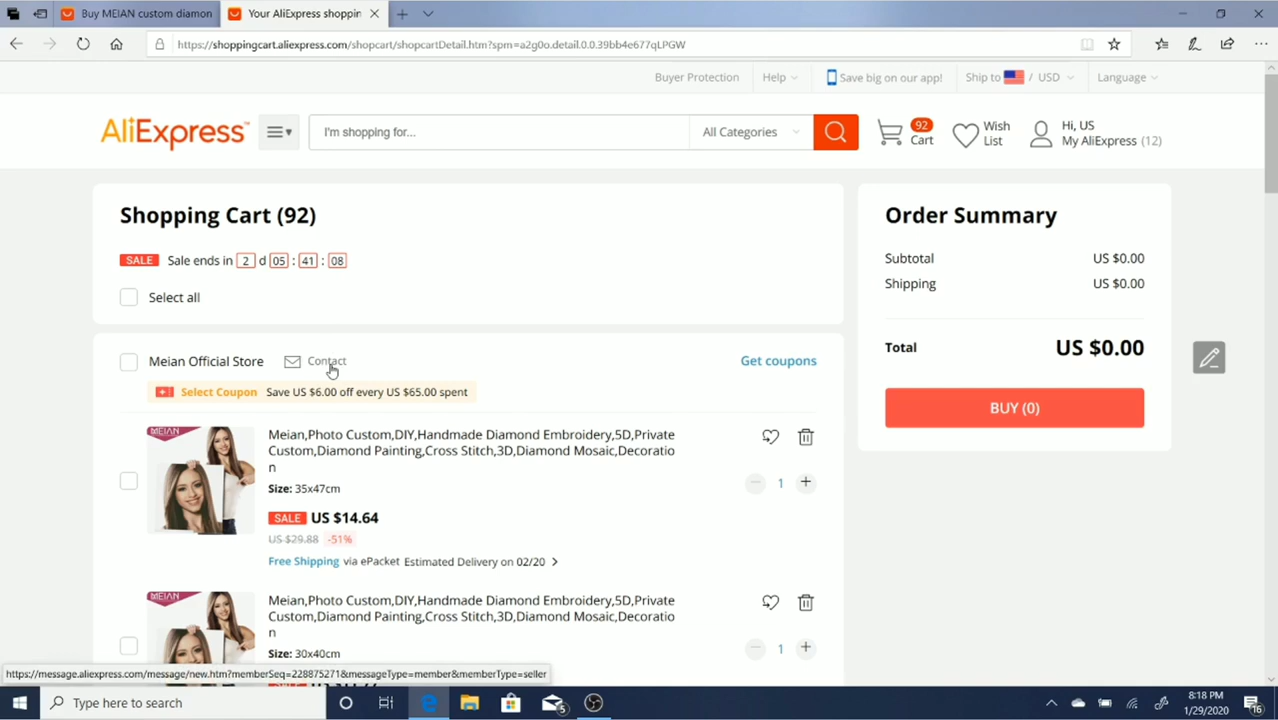 Buy MEIAN custom diamon
Your AliExpress shoppin
https://shoppingcart.aliexpress.com/shopcart/shopcartDetail.htm?spm=a2g0o.detail.0.0.39bb4e677qLPGW
Buyer Protection
Help
Save big on our app!
Ship to / USD
Language
AliExpress™
I'm shopping for...
All Categories
92
Cart
Wish
List
Hi, US
My AliExpress (12)
Shopping Cart (92)
SALE Sale ends in 2 d 05 : 41 : 08
Select all
Order Summary
Subtotal US $0.00
Shipping US $0.00
Total US $0.00
BUY (0)
Meian Official Store
Contact
Get coupons
Select Coupon Save US $6.00 off every US $65.00 spent
MEIAN
Meian,Photo Custom,DIY,Handmade Diamond Embroidery,5D,Private
Custom,Diamond Painting,Cross Stitch,3D,Diamond Mosaic,Decoratio
n
Size: 35x47cm
1
SALE US $14.64
US $29.88 -51%
Free Shipping via ePacket Estimated Delivery on 02/20
MEIAN
Meian,Photo Custom,DIY,Handmade Diamond Embroidery,5D,Private
Custom,Diamond Painting,Cross Stitch,3D,Diamond Mosaic,Decoratio
n
Size: 30x40cm
1
https://message.aliexpress.com/message/new.htm?memberSeq=228875271&messageType=member&memberType=seller
Type here to search
5
8:18 PM
1/29/2020
16